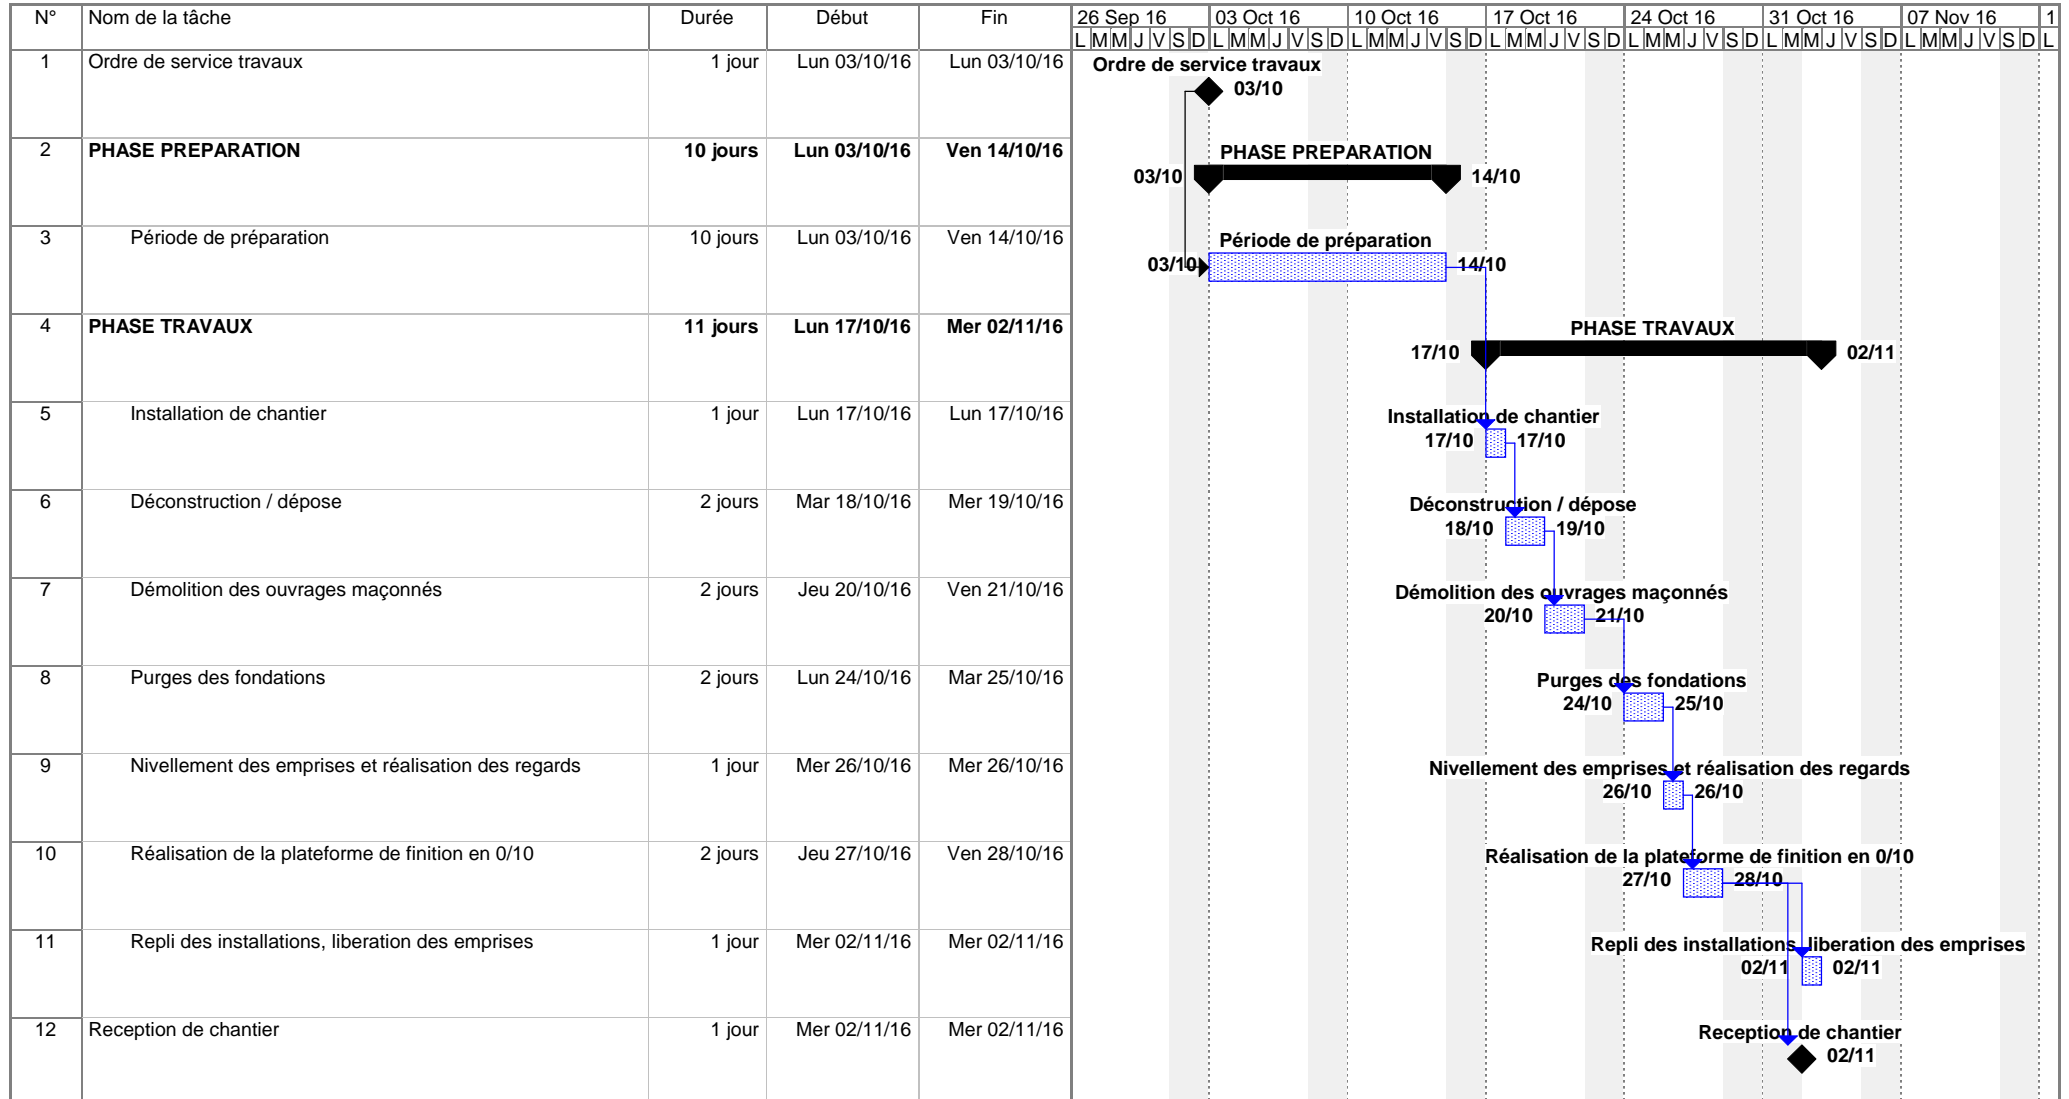 N° Nom de la tâche Durée Début Fin 26 Sep 16 03 Oct 16 10 Oct 16 17 Oct 16 24 Oct 16 31 Oct 16 07 Nov 16 1
L M M J V S D L M M J V S D L M M J V S D L M M J V S D L M M J V S D L M M J V S D L M M J V S D L
1 Ordre de service travaux 1 jour Lun 03/10/16 Lun 03/10/16 Ordre de service travaux
03/10
2 PHASE PREPARATION 10 jours Lun 03/10/16 Ven 14/10/16 PHASE PREPARATION
03/10 14/10
3 Période de préparation 10 jours Lun 03/10/16 Ven 14/10/16 Période de préparation
03/10 14/10
4 PHASE TRAVAUX 11 jours Lun 17/10/16 Mer 02/11/16 PHASE TRAVAUX
17/10 02/11
5 Installation de chantier 1 jour Lun 17/10/16 Lun 17/10/16 Installation de chantier
17/10 17/10
6 Déconstruction / dépose 2 jours Mar 18/10/16 Mer 19/10/16 Déconstruction / dépose
18/10 19/10
7 Démolition des ouvrages maçonnés 2 jours Jeu 20/10/16 Ven 21/10/16 Démolition des ouvrages maçonnés
20/10 21/10
8 Purges des fondations 2 jours Lun 24/10/16 Mar 25/10/16 Purges des fondations
24/10 25/10
9 Nivellement des emprises et réalisation des regards 1 jour Mer 26/10/16 Mer 26/10/16 Nivellement des emprises et réalisation des regards
26/10 26/10
10 Réalisation de la plateforme de finition en 0/10 2 jours Jeu 27/10/16 Ven 28/10/16 Réalisation de la plateforme de finition en 0/10
27/10 28/10
11 Repli des installations, liberation des emprises 1 jour Mer 02/11/16 Mer 02/11/16 Repli des installations, liberation des emprises
02/11 02/11
12 Reception de chantier 1 jour Mer 02/11/16 Mer 02/11/16 Reception de chantier
02/11